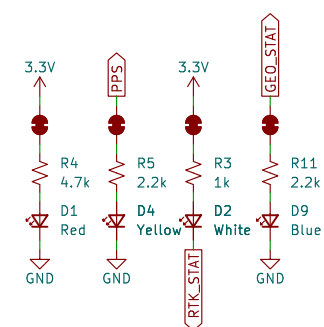 GEO_STAT
3.3V
PPS
3.3V
R4
4.7k
R5
2.2k
R3
1k
R11
2.2k
D1
Red
D4
Yellow
D2
White
D9
Blue
GND
GND
RTK_STAT
GND